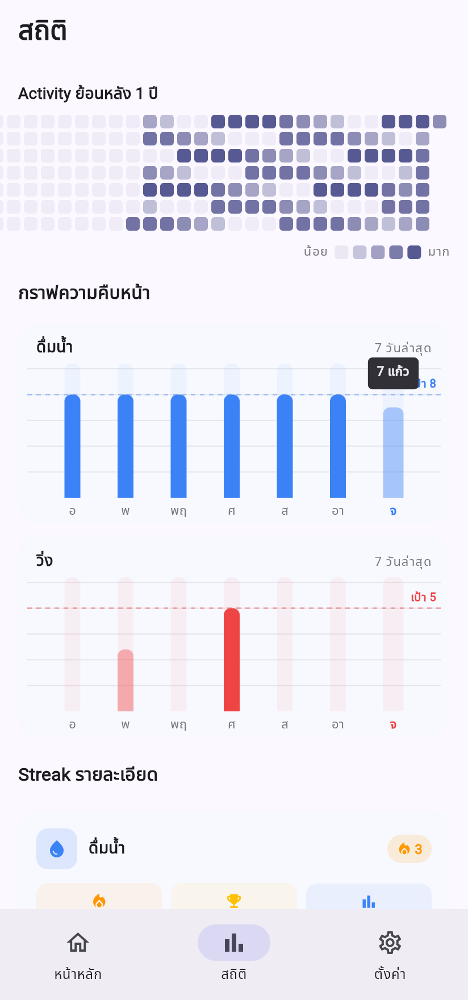 สถิติ
Activity ย้อนหลัง 1 ปี
น้อย มาก
กราฟความคืบหน้า
ดื่มน้ำ 7 วันล่าสุด
7 แก้ว
8
อ พ พฤ ศ ส อา จ
วิ่ง 7 วันล่าสุด
เป้า 5
อ พ พฤ ศ ส อา จ
Streak รายละเอียด
ดื่มน้ำ 3
หน้าหลัก สถิติ ตั้งค่า